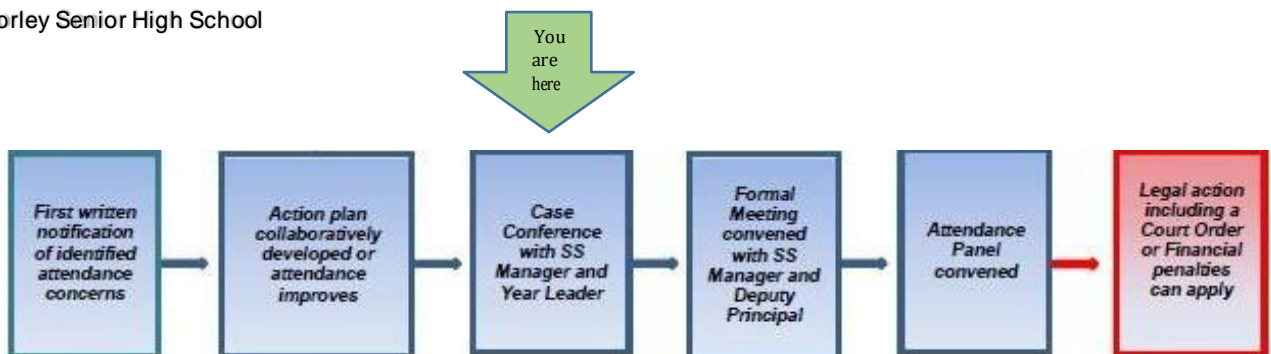 orley Senior High School
You
are
here
First written
notification
of identified
attendance
concerns
Action plan
collaboratively
developed or
attendance
improves
Case
Conference
with SS
Manager and
Year Leader
Formal
Meeting
convened
with SS
Manager and
Deputy
Principal
Attendance
Panel
convened
Legal action
including a
Court Order
or Financial
penalties
can apply